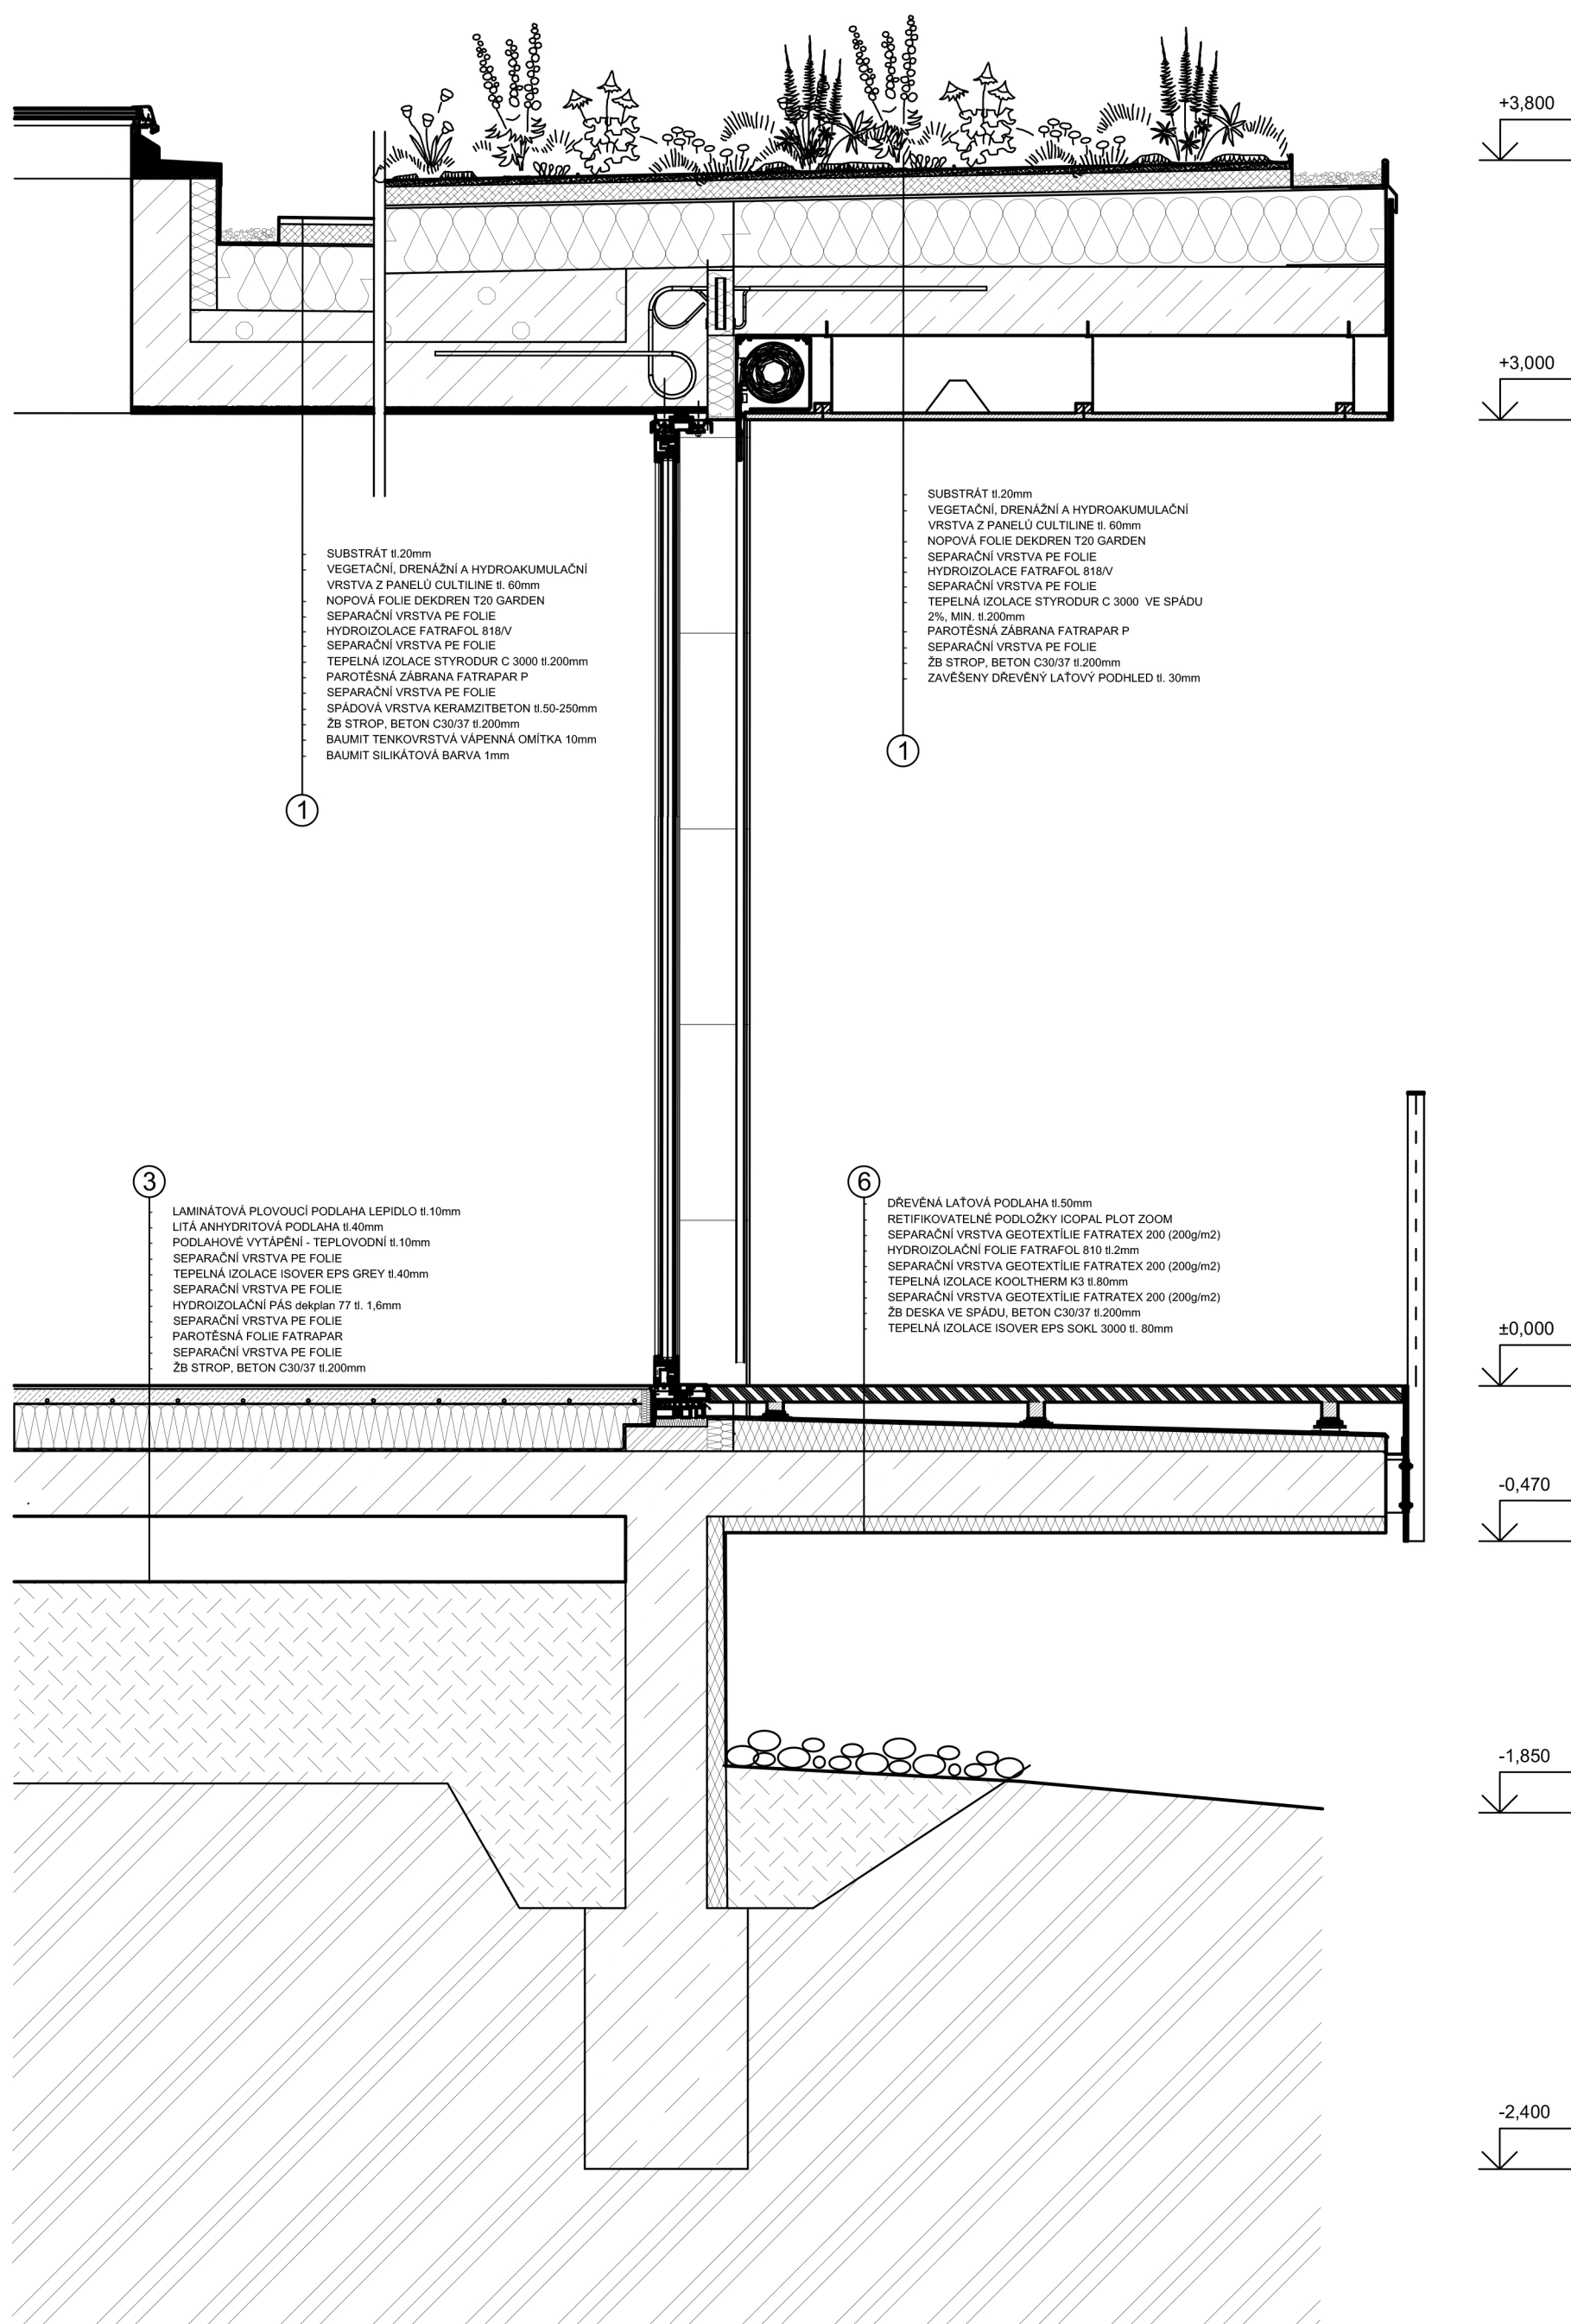 +3,800
+3,000
SUBSTRÁT tl.20mm
VEGETAČNÍ, DRENÁŽNÍ A HYDROAKUMULAČNÍ
VRSTVA Z PANELŮ CULTILINE tl. 60mm
NOPOVÁ FOLIE DEKDREN T20 GARDEN
SEPARAČNÍ VRSTVA PE FOLIE
HYDROIZOLACE FATRAFOL 818/V
SEPARAČNÍ VRSTVA PE FOLIE
TEPELNÁ IZOLACE STYRODUR C 3000 VE SPÁDU
2%, MIN. tl.200mm
PAROTĚSNÁ ZÁBRANA FATRAPAR P
SEPARAČNÍ VRSTVA PE FOLIE
ŽB STROP, BETON C30/37 tl.200mm
ZAVĚŠENY DŘEVĚNÝ LAŤOVÝ PODHLED tl. 30mm
1
SUBSTRÁT tl.20mm
VEGETAČNÍ, DRENÁŽNÍ A HYDROAKUMULAČNÍ
VRSTVA Z PANELŮ CULTILINE tl. 60mm
NOPOVÁ FOLIE DEKDREN T20 GARDEN
SEPARAČNÍ VRSTVA PE FOLIE
HYDROIZOLACE FATRAFOL 818/V
SEPARAČNÍ VRSTVA PE FOLIE
TEPELNÁ IZOLACE STYRODUR C 3000 tl.200mm
PAROTĚSNÁ ZÁBRANA FATRAPAR P
SEPARAČNÍ VRSTVA PE FOLIE
SPÁDOVÁ VRSTVA KERAMZITBETON tl.50-250mm
ŽB STROP, BETON C30/37 tl.200mm
BAUMIT TENKOVRSTVÁ VÁPENNÁ OMÍTKA 10mm
BAUMIT SILIKÁTOVÁ BARVA 1mm
1
3
LAMINÁTOVÁ PLOVOUCÍ PODLAHA LEPIDLO tl.10mm
LITÁ ANHYDRITOVÁ PODLAHA tl.40mm
PODLAHOVÉ VYTÁPĚNÍ - TEPLOVODNÍ tl.10mm
SEPARAČNÍ VRSTVA PE FOLIE
TEPELNÁ IZOLACE ISOVER EPS GREY tl.40mm
SEPARAČNÍ VRSTVA PE FOLIE
HYDROIZOLAČNÍ PÁS dekplan 77 tl. 1,6mm
SEPARAČNÍ VRSTVA PE FOLIE
PAROTĚSNÁ FOLIE FATRAPAR
SEPARAČNÍ VRSTVA PE FOLIE
ŽB STROP, BETON C30/37 tl.200mm
6
DŘEVĚNÁ LAŤOVÁ PODLAHA tl.50mm
RETIFIKOVATELNÉ PODLOŽKY ICOPAL PLOT ZOOM
SEPARAČNÍ VRSTVA GEOTEXTÍLIE FATRATEX 200 (200g/m2)
HYDROIZOLAČNÍ FOLIE FATRAFOL 810 tl.2mm
SEPARAČNÍ VRSTVA GEOTEXTÍLIE FATRATEX 200 (200g/m2)
TEPELNÁ IZOLACE KOOLTHERM K3 tl.80mm
SEPARAČNÍ VRSTVA GEOTEXTÍLIE FATRATEX 200 (200g/m2)
ŽB DESKA VE SPÁDU, BETON C30/37 tl.200mm
TEPELNÁ IZOLACE ISOVER EPS SOKL 3000 tl. 80mm
±0,000
-0,470
-1,850
-2,400